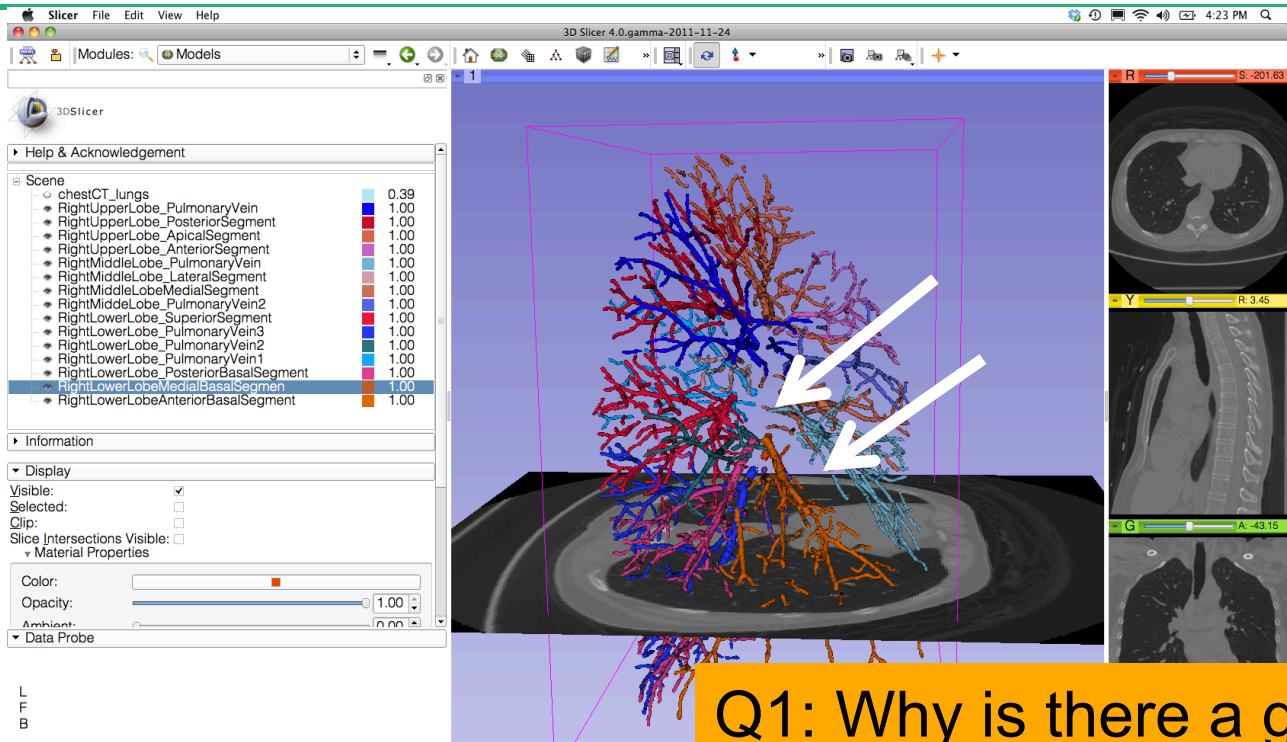 Slicer File Edit View Help 4:23 PM
3D Slicer 4.0.gamma-2011-11-24
Modules: Models
1
R S: -201.63
3DSlicer
Help & Acknowledgement
Scene
chestCT_lungs 0.39
RightUpperLobe_PulmonaryVein 1.00
RightUpperLobe_PosteriorSegment 1.00
RightUpperLobe_ApicalSegment 1.00
RightUpperLobe_AnteriorSegment 1.00
RightMiddleLobe_PulmonaryVein 1.00
RightMiddleLobe_LateralSegment 1.00
RightMiddeLobeMedialSegment 1.00
RightMiddleLobe_PulmonaryVein2 1.00
RightLowerLobe_SuperiorSegment 1.00
RightLowerLobe_PulmonaryVein3 1.00
RightLowerLobe_PulmonaryVein2 1.00
RightLowerLobe_PulmonaryVein1 1.00
RightLowerLobe_PosteriorBasalSegment 1.00
RightLowerLobeMedialBasalSegmen 1.00
RightLowerLobeAnteriorBasalSegment 1.00
Y R: 3.45
Information
Display
Visible:
Selected:
Clip:
Slice Intersections Visible:
Material Properties
Color:
Opacity: 1.00
Ambient: 0.00
Data Probe
G A: -43.15
L
F
B
Q1: Why is there a g